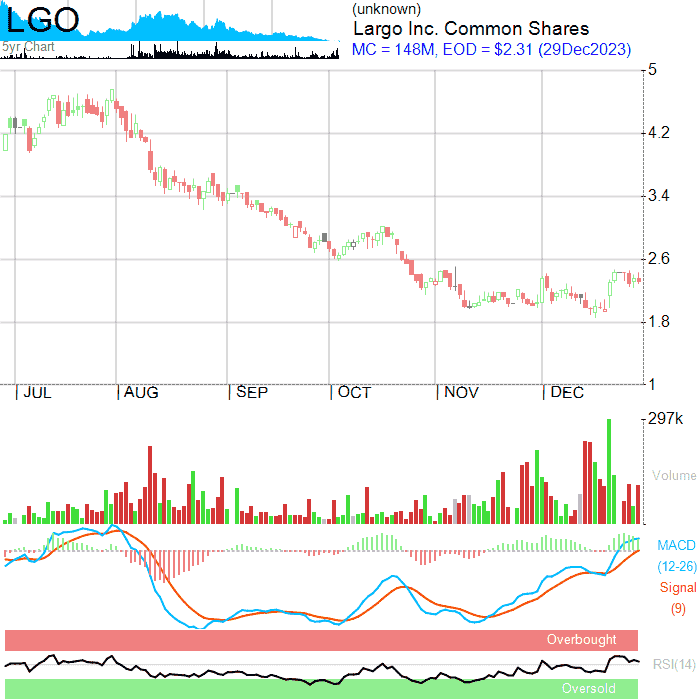 LGO
5yr Chart
(unknown)
Largo Inc. Common Shares
MC = 148M, EOD = $2.31 (29Dec2023)
5
4.2
3.4
2.6
1.8
1
JUL AUG SEP OCT NOV DEC
297k
Volume
MACD
(12-26)
Signal
(9)
Overbought
RSI(14)
Oversold